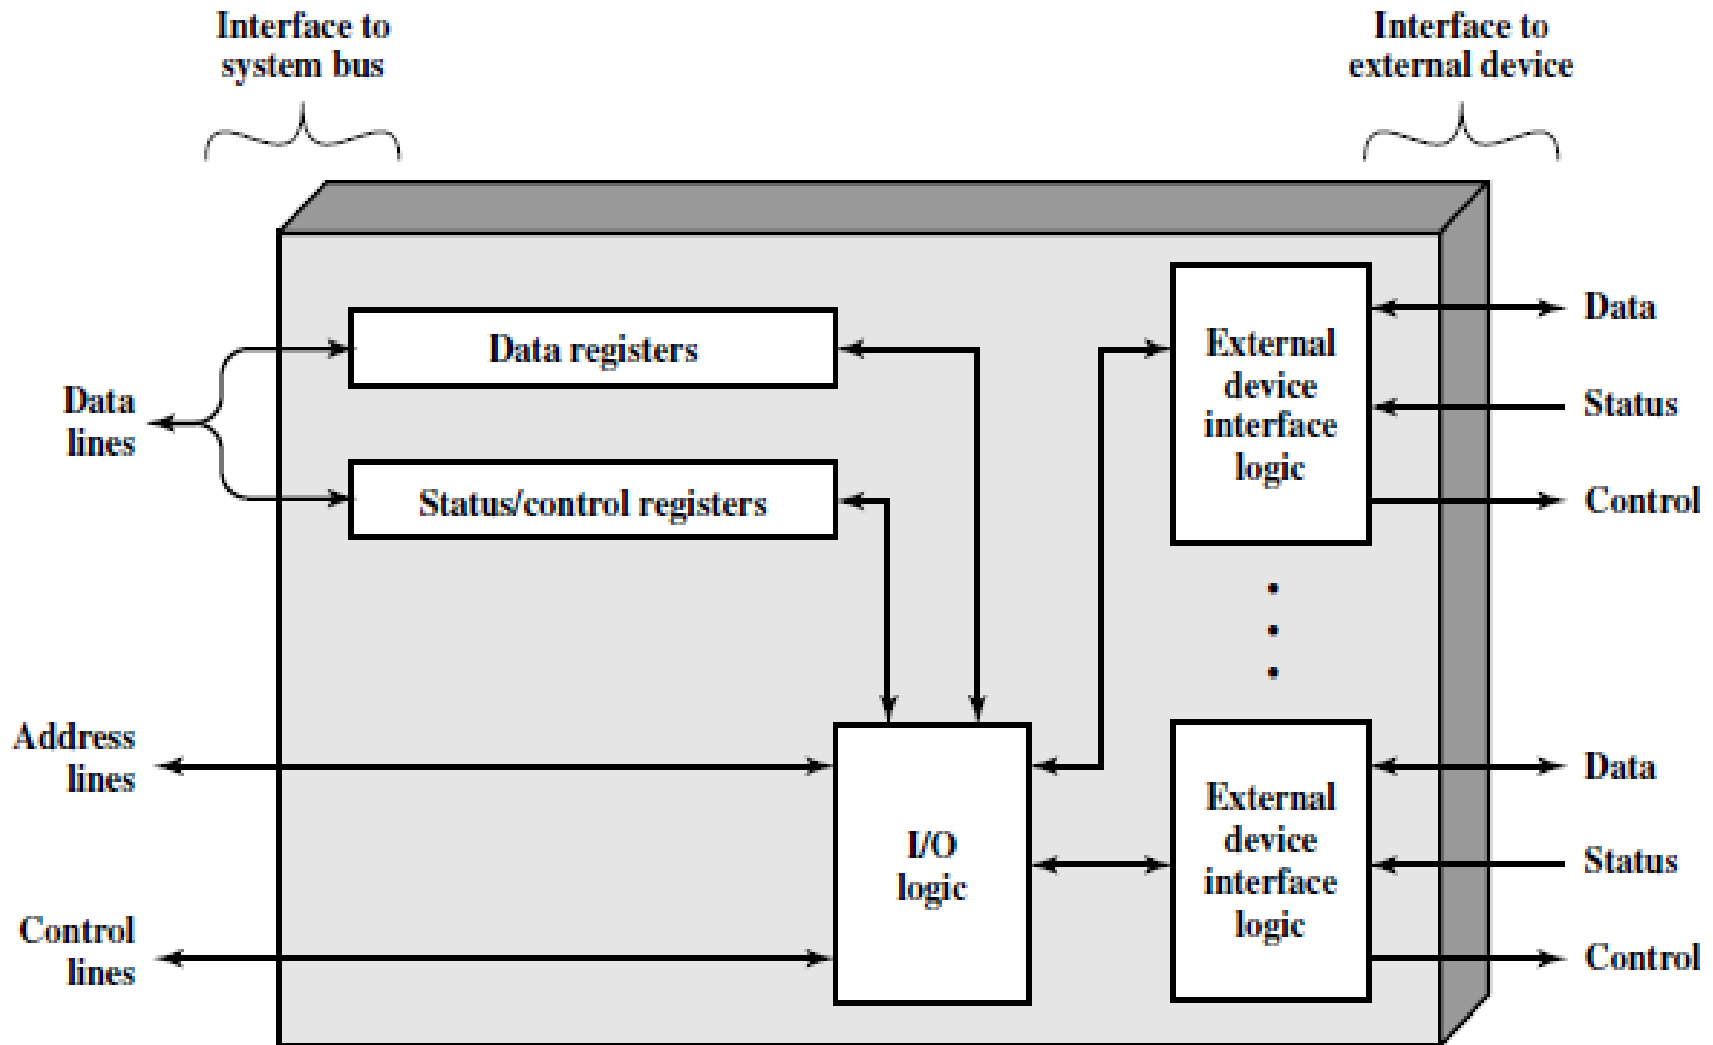 Interface to
system bus
Interface to
external device
Data registers
Status/control registers
Data
lines
Address
lines
Control
lines
I/O
logic
External
device
interface
logic
Data
Status
Control
External
device
interface
logic
Data
Status
Control